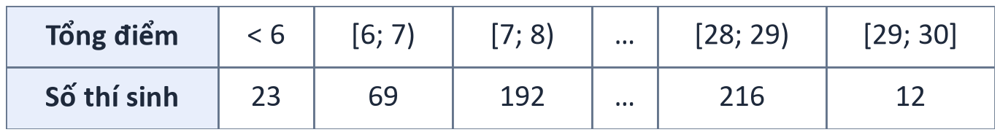 Tổng điểm < 6 [6; 7) [7; 8) ... [28; 29) [29; 30]
Số thí sinh 23 69 192 ... 216 12